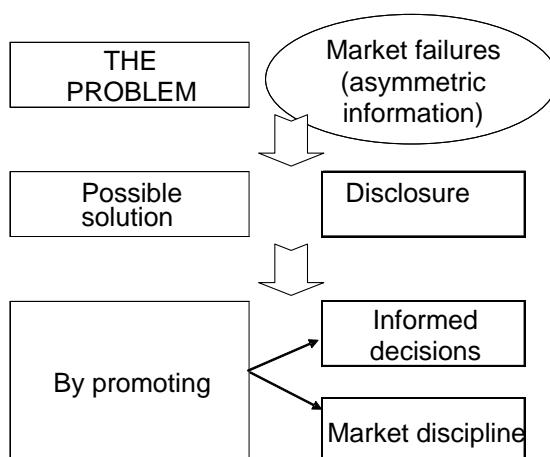 THE
PROBLEM
Market failures
(asymmetric
information)
Possible
solution
Disclosure
By promoting
Informed
decisions
Market discipline